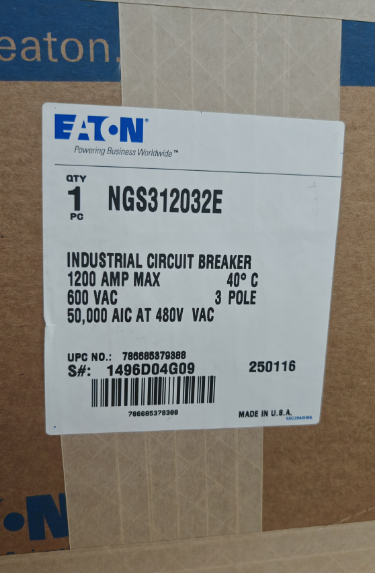 eaton.
EATON
Powering Business Worldwide™
QTY
1 NGS312032E
PC
INDUSTRIAL CIRCUIT BREAKER
1200 AMP MAX 40° C
600 VAC 3 POLE
50,000 AIC AT 480V VAC
UPC NO.: 786685379388
S#: 1496D04G09 250116
MADE IN U.S.A.